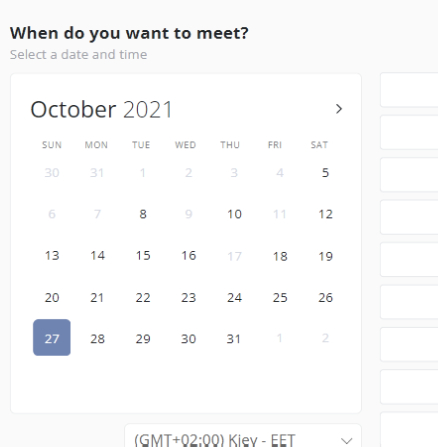 When do you want to meet?
Select a date and time
October 2021
SUN MON TUE WED THU FRI SAT
30 31 1 2 3 4 5
6 7 8 9 10 11 12
13 14 15 16 17 18 19
20 21 22 23 24 25 26
27 28 29 30 31 1 2
(GMT+02:00) Kiev - EET